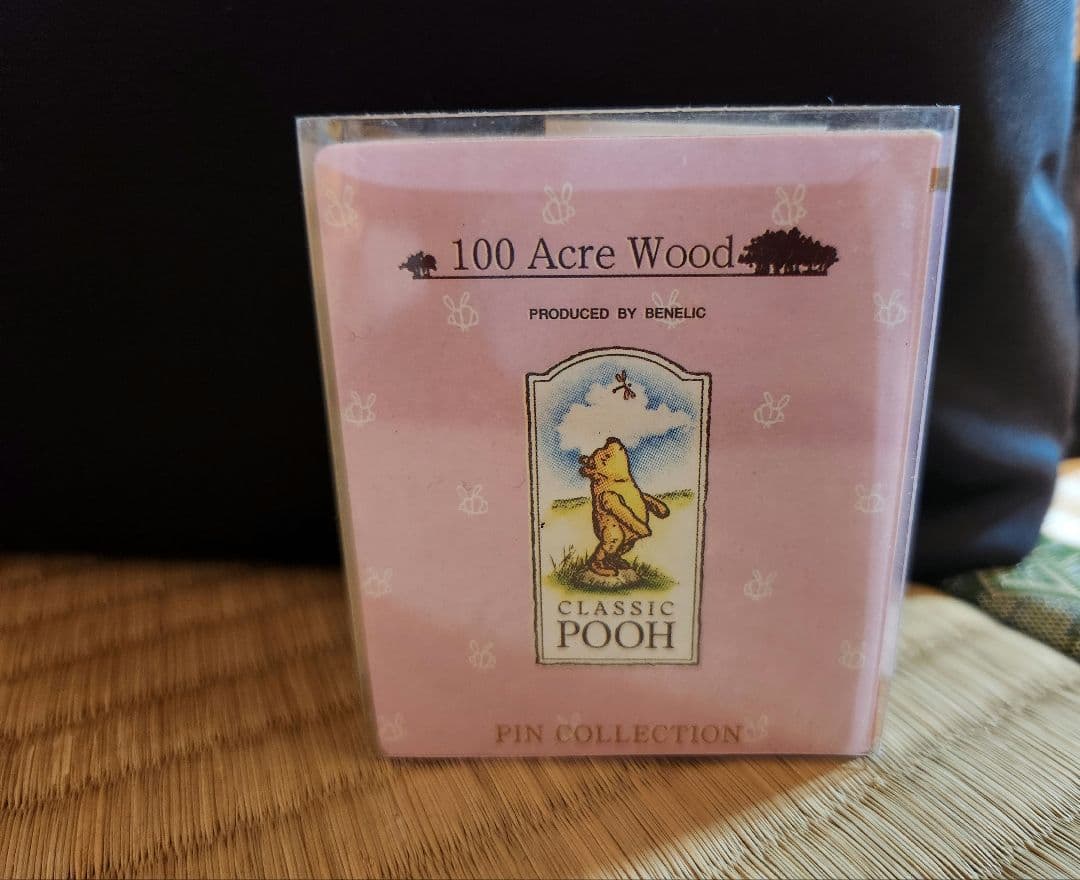 100 Acre Wood
PRODUCED BY BENELIC
CLASSIC
POOH
PIN COLLECTION